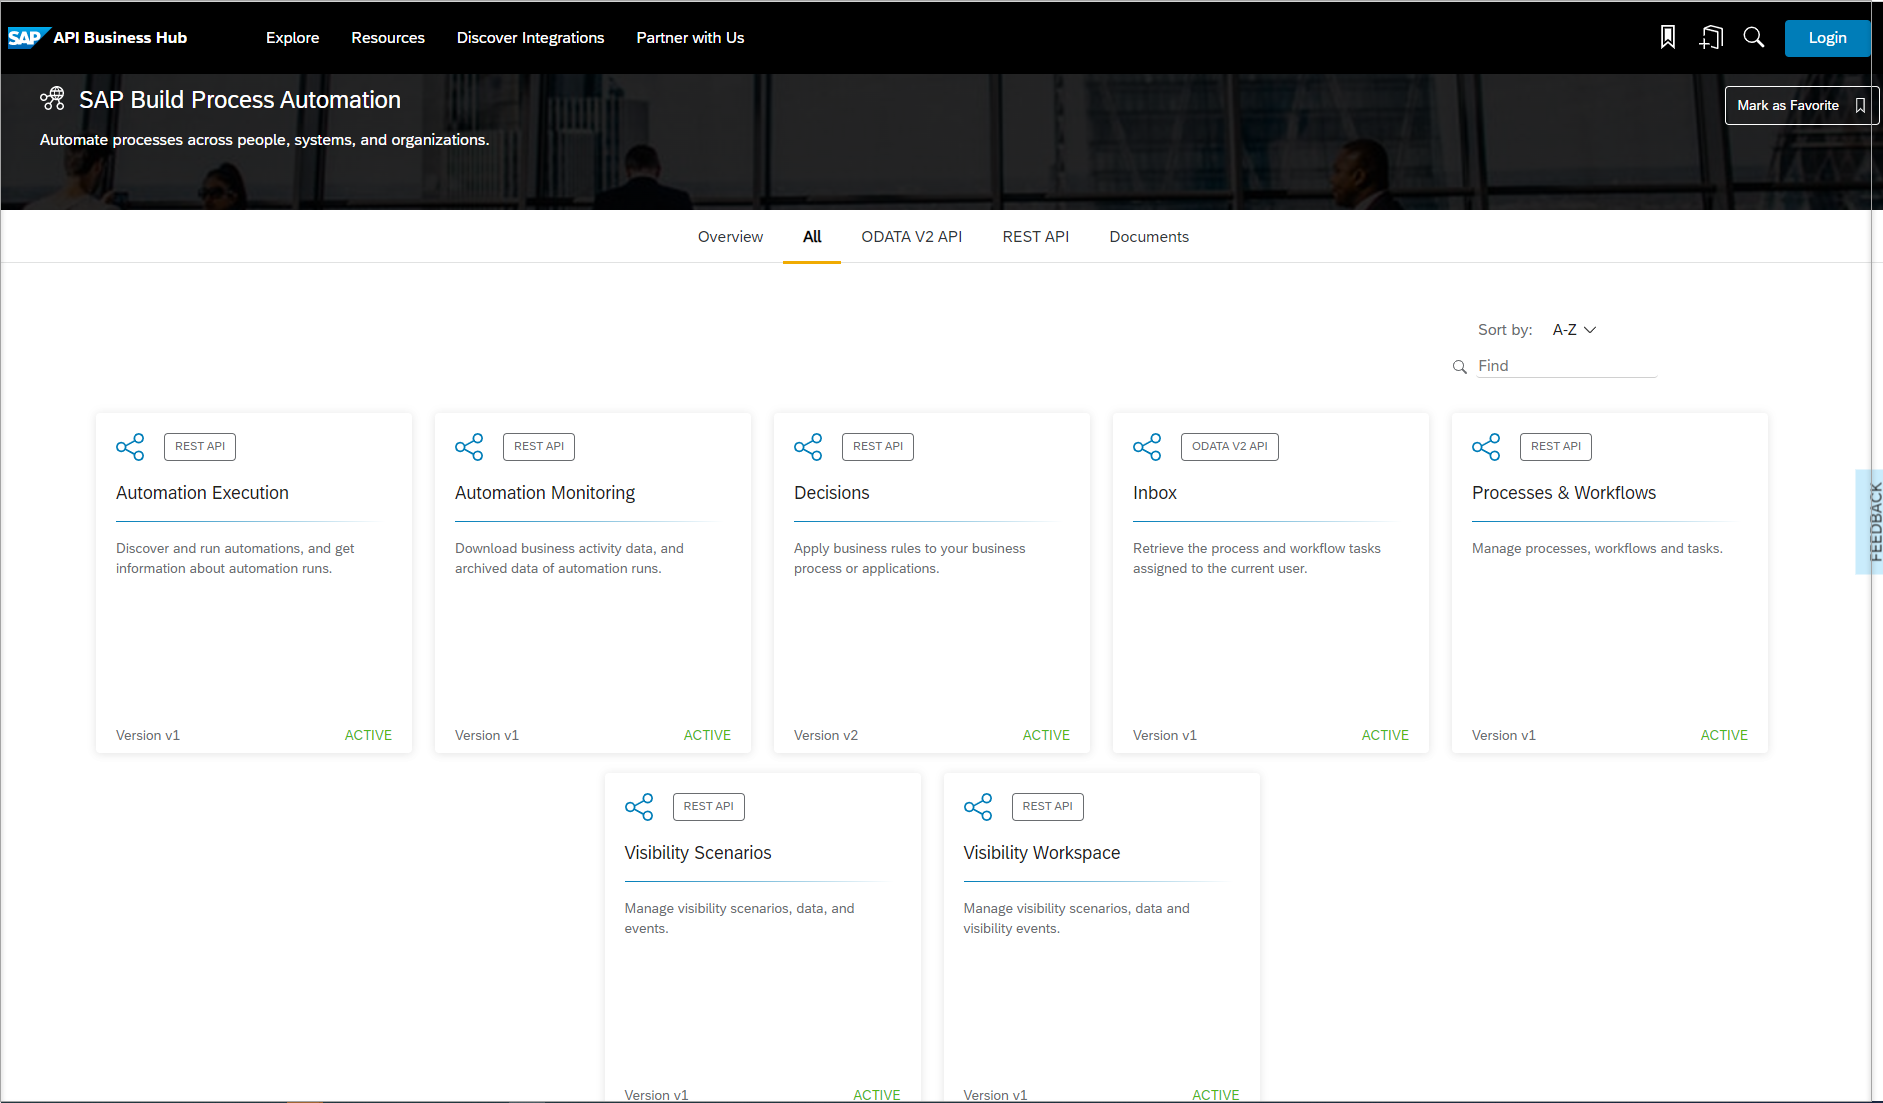 SAP API Business Hub Explore Resources Discover Integrations Partner with Us Login
SAP Build Process Automation
Mark as Favorite
Automate processes across people, systems, and organizations.
Overview All ODATA V2 API REST API Documents
Sort by: A-Z
Find
REST API
Automation Execution
Discover and run automations, and get
information about automation runs.
Version v1 ACTIVE
REST API
Automation Monitoring
Download business activity data, and
archived data of automation runs.
Version v1 ACTIVE
REST API
Decisions
Apply business rules to your business
process or applications.
Version v2 ACTIVE
ODATA V2 API
Inbox
Retrieve the process and workflow tasks
assigned to the current user.
Version v1 ACTIVE
REST API
Processes & Workflows
Manage processes, workflows and tasks.
Version v1 ACTIVE
FEEDBACK
REST API
Visibility Scenarios
Manage visibility scenarios, data, and
events.
Version v1 ACTIVE
REST API
Visibility Workspace
Manage visibility scenarios, data and
visibility events.
Version v1 ACTIVE